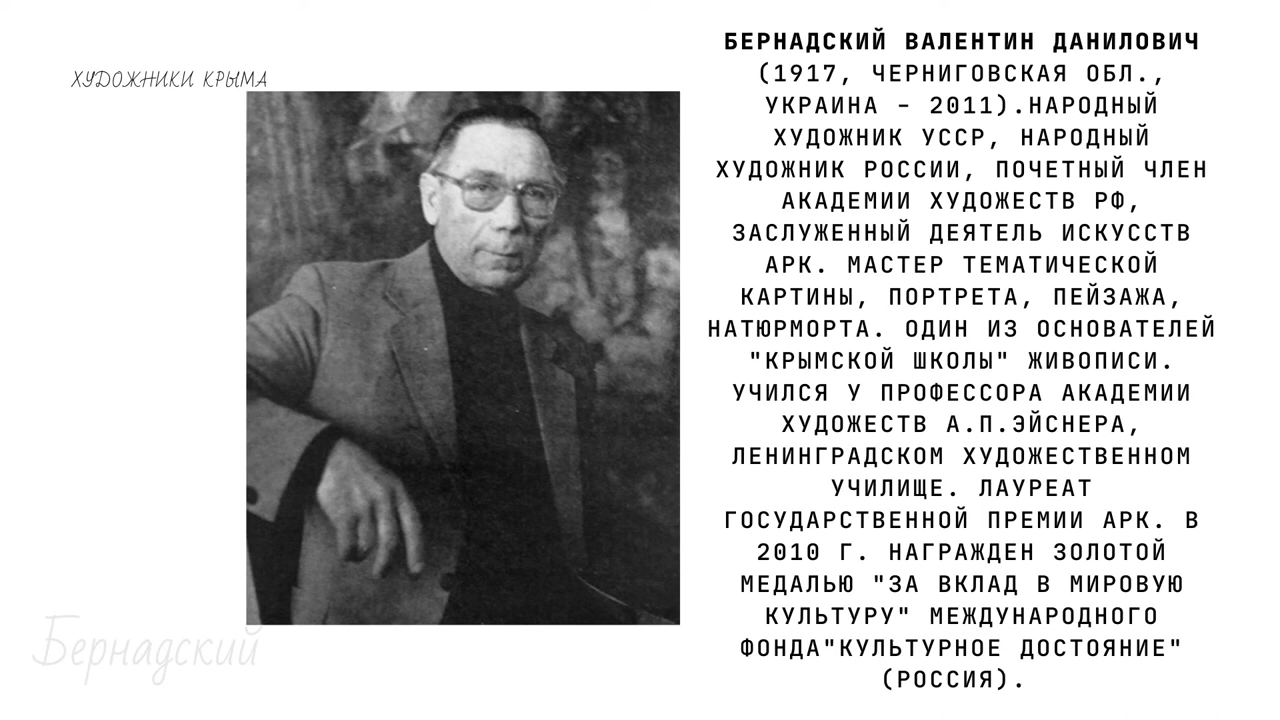 ХУДОЖНИКИ КРЫМА
БЕРНАДСКИЙ ВАЛЕНТИН ДАНИЛОВИЧ
(1917, ЧЕРНИГОВСКАЯ ОБЛ.,
УКРАИНА – 2011).НАРОДНЫЙ
ХУДОЖНИК УССР, НАРОДНЫЙ
ХУДОЖНИК РОССИИ, ПОЧЕТНЫЙ ЧЛЕН
АКАДЕМИИ ХУДОЖЕСТВ РФ,
ЗАСЛУЖЕННЫЙ ДЕЯТЕЛЬ ИСКУССТВ
АРК. МАСТЕР ТЕМАТИЧЕСКОЙ
КАРТИНЫ, ПОРТРЕТА, ПЕЙЗАЖА,
НАТЮРМОРТА. ОДИН ИЗ ОСНОВАТЕЛЕЙ
"КРЫМСКОЙ ШКОЛЫ" ЖИВОПИСИ.
УЧИЛСЯ У ПРОФЕССОРА АКАДЕМИИ
ХУДОЖЕСТВ А.П.ЭЙСНЕРА,
ЛЕНИНГРАДСКОМ ХУДОЖЕСТВЕННОМ
УЧИЛИЩЕ. ЛАУРЕАТ
ГОСУДАРСТВЕННОЙ ПРЕМИИ АРК. В
2010 Г. НАГРАЖДЕН ЗОЛОТОЙ
МЕДАЛЬЮ "ЗА ВКЛАД В МИРОВУЮ
КУЛЬТУРУ" МЕЖДУНАРОДНОГО
ФОНДА"КУЛЬТУРНОЕ ДОСТОЯНИЕ"
(РОССИЯ).
Бернадский